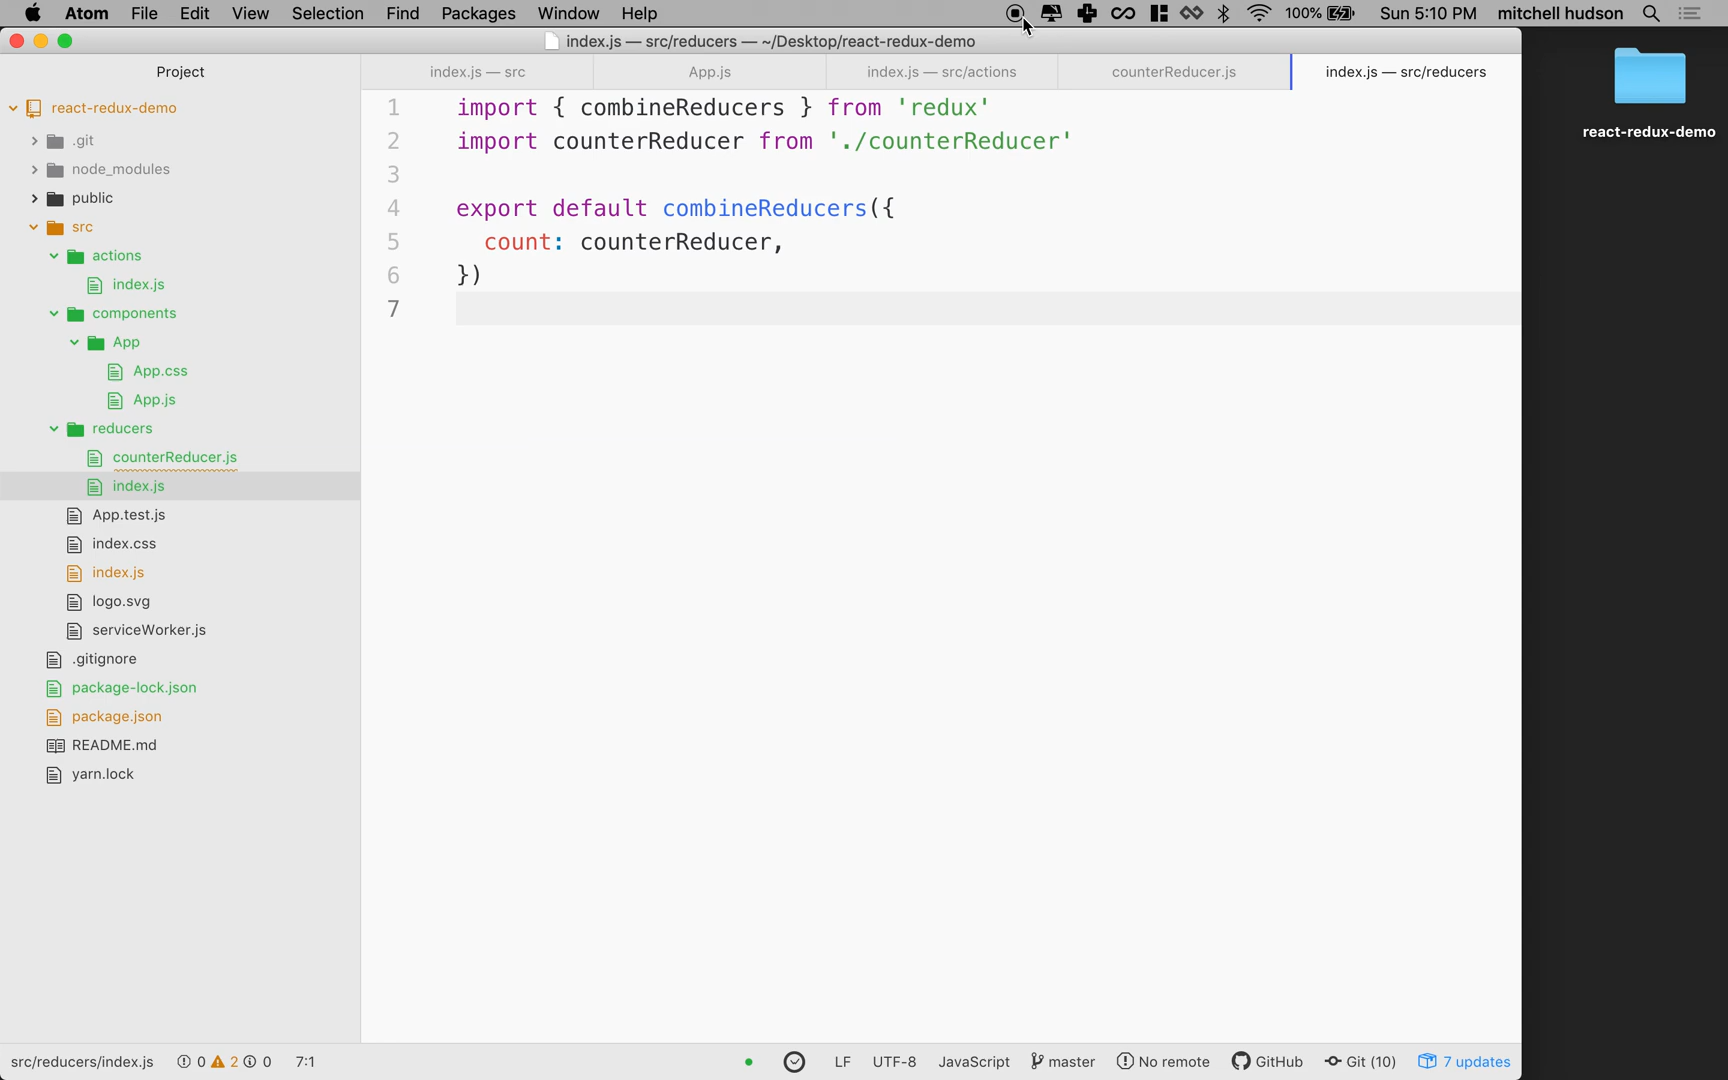 Atom File Edit View Selection Find Packages Window Help 100% Sun 5:10 PM mitchell hudson
index.js — src/reducers — ~/Desktop/react-redux-demo
Project
index.js — src App.js index.js — src/actions counterReducer.js index.js — src/reducers
react-redux-demo
.git
node_modules
public
src
actions
index.js
components
App
App.css
App.js
reducers
counterReducer.js
index.js
App.test.js
index.css
index.js
logo.svg
serviceWorker.js
.gitignore
package-lock.json
package.json
README.md
yarn.lock
1 import { combineReducers } from 'redux'
2 import counterReducer from './counterReducer'
3
4 export default combineReducers({
5 count: counterReducer,
6 })
7
react-redux-demo
src/reducers/index.js 0 2 0 7:1 LF UTF-8 JavaScript master No remote GitHub Git (10) 7 updates